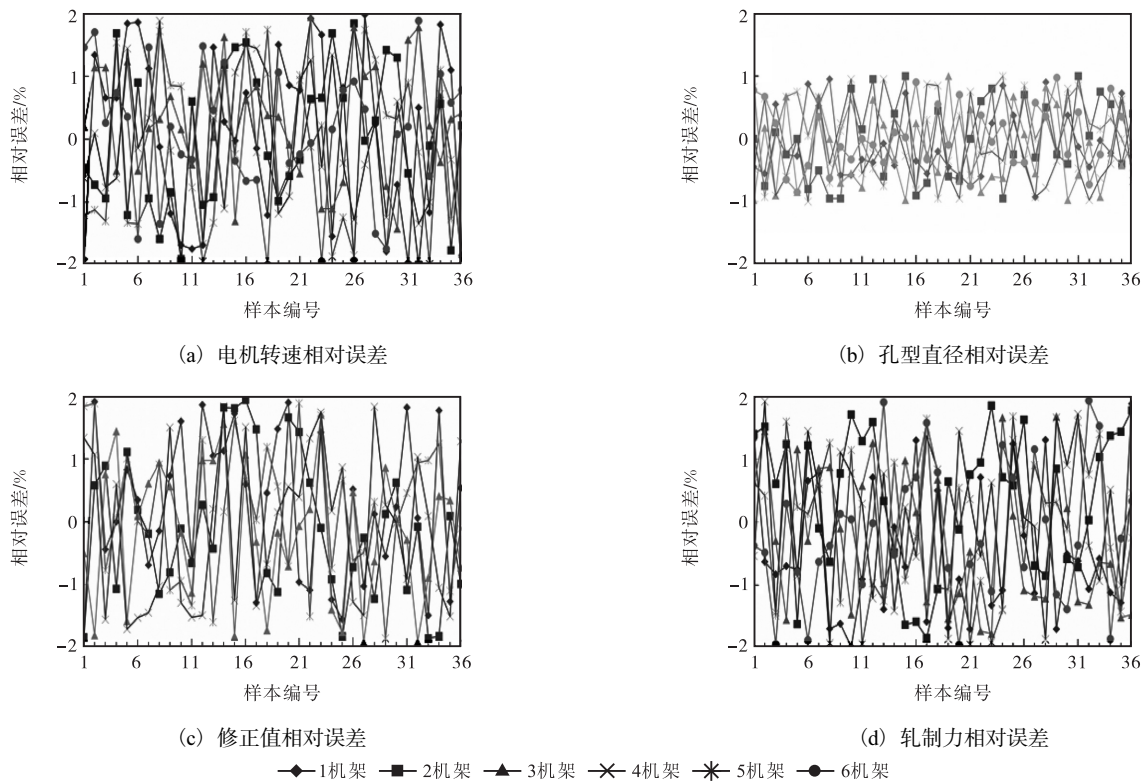 2
1
0
−1
−2
相对误差/%
1 6 11 16 21 26 31 36
样本编号
(a) 电机转速相对误差
2
1
0
−1
−2
相对误差/%
1 6 11 16 21 26 31 36
样本编号
(b) 孔型直径相对误差
2
1
0
−1
−2
相对误差/%
1 6 11 16 21 26 31 36
样本编号
(c) 修正值相对误差
2
1
0
−1
−2
相对误差/%
1 6 11 16 21 26 31 36
样本编号
(d) 轧制力相对误差
1机架 2机架 3机架 4机架 5机架 6机架